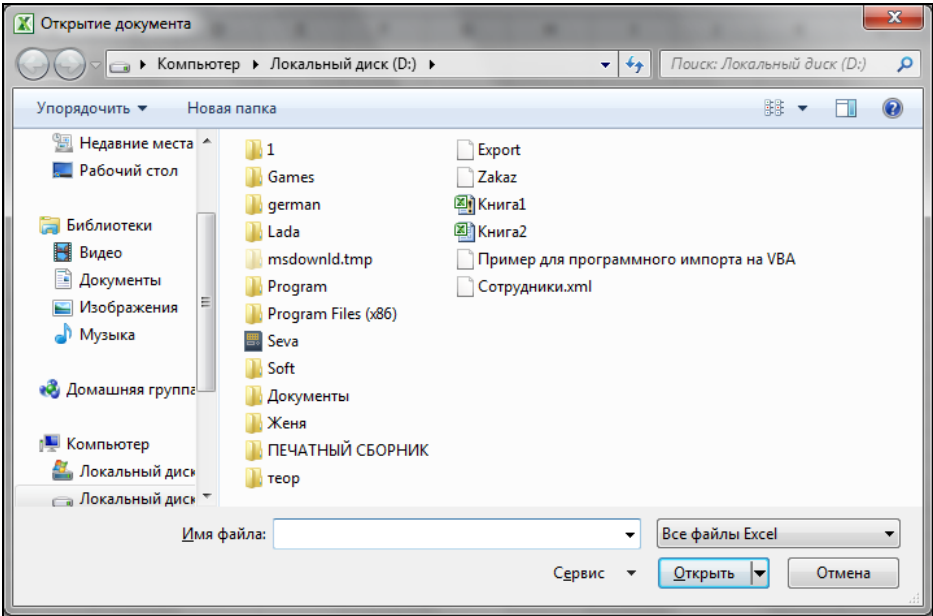 Открытие документа
Компьютер Локальный диск (D:)
Поиск: Локальный диск (D:)
Упорядочить
Новая папка
Недавние места
Рабочий стол
Библиотеки
Видео
Документы
Изображения
Музыка
Домашняя группа
Компьютер
Локальный диск
Локальный диск
1
Games
german
Lada
msdownld.tmp
Program
Program Files (x86)
Seva
Soft
Документы
Женя
ПЕЧАТНЫЙ СБОРНИК
теор
Export
Zakaz
Книга1
Книга2
Пример для программного импорта на VBA
Сотрудники.xml
Имя файла:
Все файлы Excel
Сервис
Открыть
Отмена